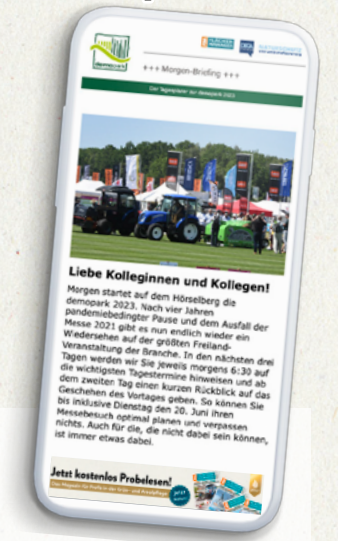 demopark
+++ Morgen-Briefing +++
Der Tagesplaner zur demopark 2023
Liebe Kolleginnen und Kollegen!
Morgen startet auf dem Hörselberg die
demopark 2023. Nach vier Jahren
pandemiebedingter Pause und dem Ausfall der
Messe 2021 gibt es nun endlich wieder ein
Wiedersehen auf der größten Freiland-
Veranstaltung der Branche. In den nächsten drei
Tagen werden wir Sie jeweils morgens 6:30 auf
die wichtigsten Tagestermine hinweisen und ab
dem zweiten Tag einen kurzen Rückblick auf das
Geschehen des Vortages geben. So können Sie
bis inklusive Dienstag den 20. Juni ihren
Messebesuch optimal planen und verpassen
nichts. Auch für die, die nicht dabei sein können,
ist immer etwas dabei.
Jetzt kostenlos Probelesen!